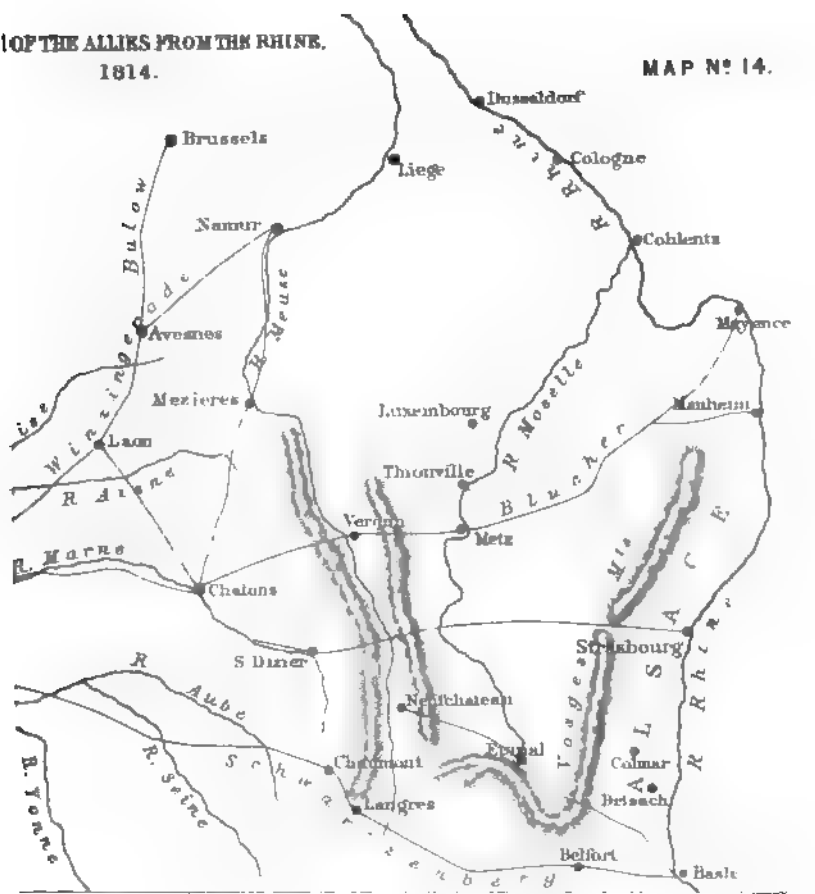 OF THE ALLIES FROM THE RHINE.
1814.
MAP Nº 14.
Dusseldorf
Brussels
Liege
R Rhine
Cologne
Bulow
Namur
Coblentz
Winzingerode
Avesnes
R Meuse
Mayence
Mezieres
Luxembourg
R Moselle
Manheim
Laon
R Aisne
Thionville
Blucher
Verdun
Metz
R. Marne
Chalons
Vosges Mts
ALSACE
S Dizier
Strasbourg
R Rhine
R Aube
Neufchateau
R. Seine
Schwartzenberg
Chaumont
Epinal
Colmar
Langres
Brisach
R. Yonne
Belfort
Basle